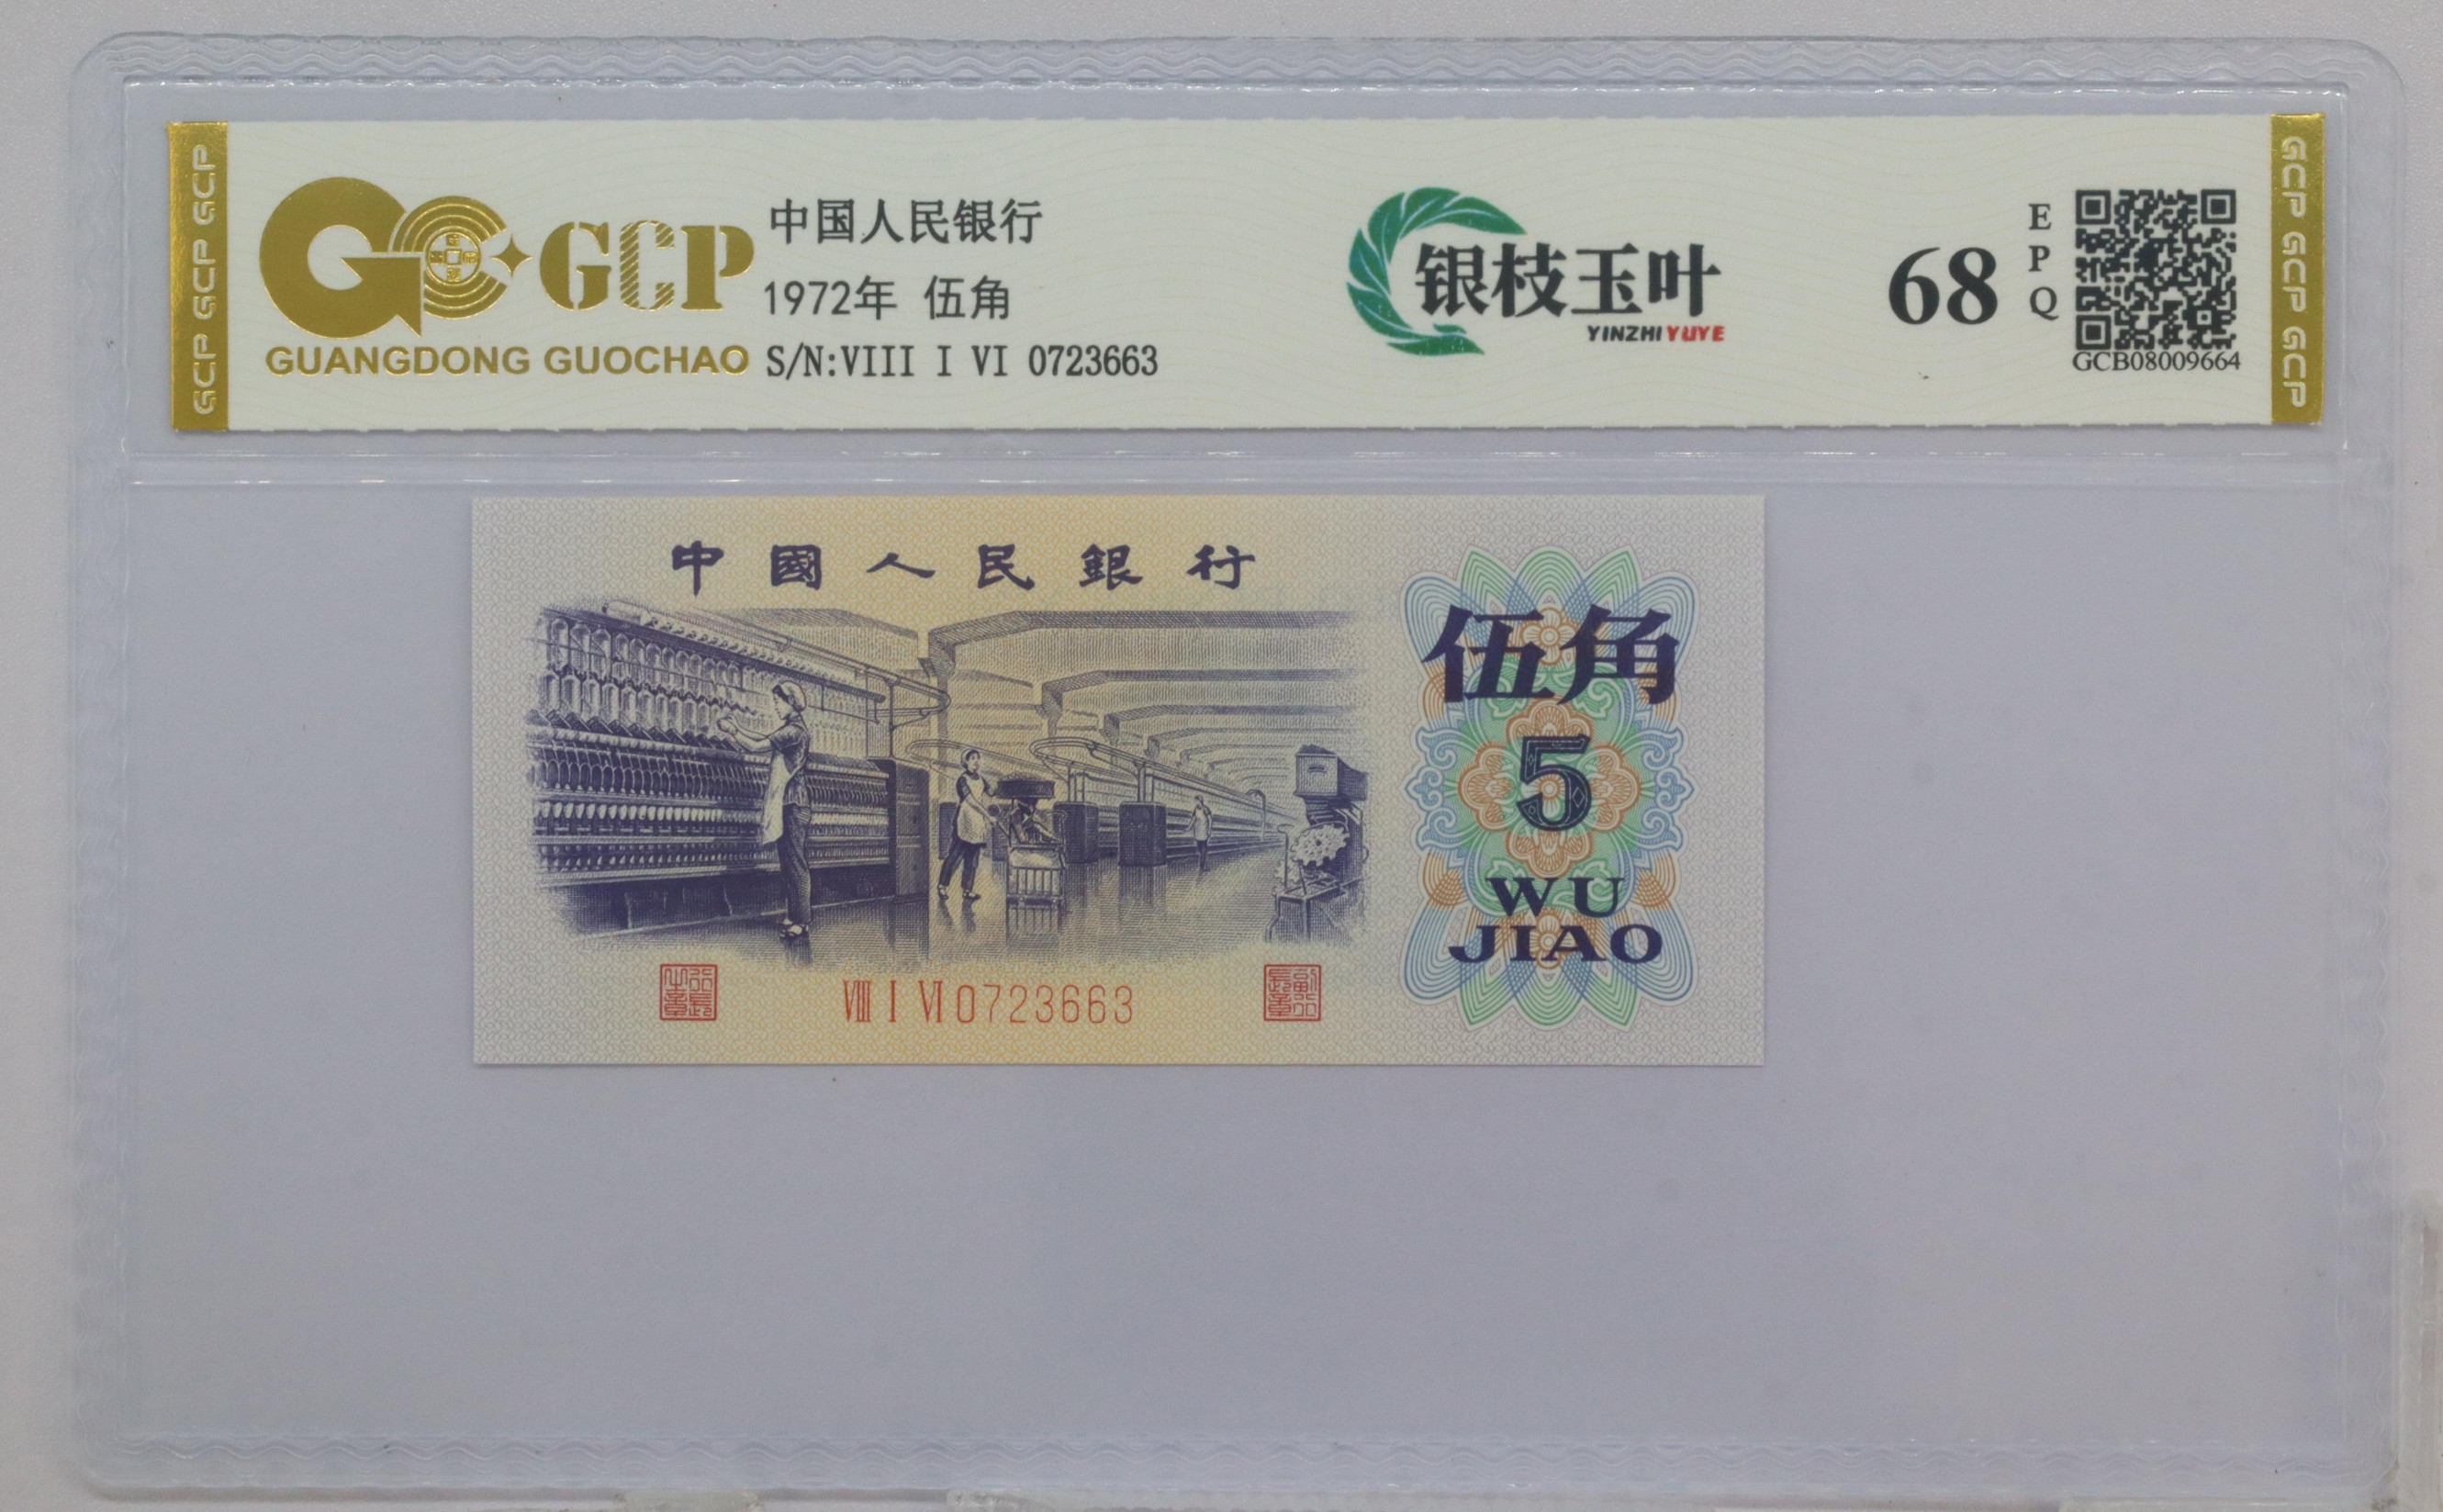 GCP GCP GCP
GCP
GUANGDONG GUOCHAO
中国人民银行
1972年 伍角
S/N:VIII I VI 0723663
银枝玉叶
YINZHIYUYE
68
EPQ
GCB08009664
GCP GCP GCP
中國人民銀行
伍角
5
WU
JIAO
VIII I VI 0723663